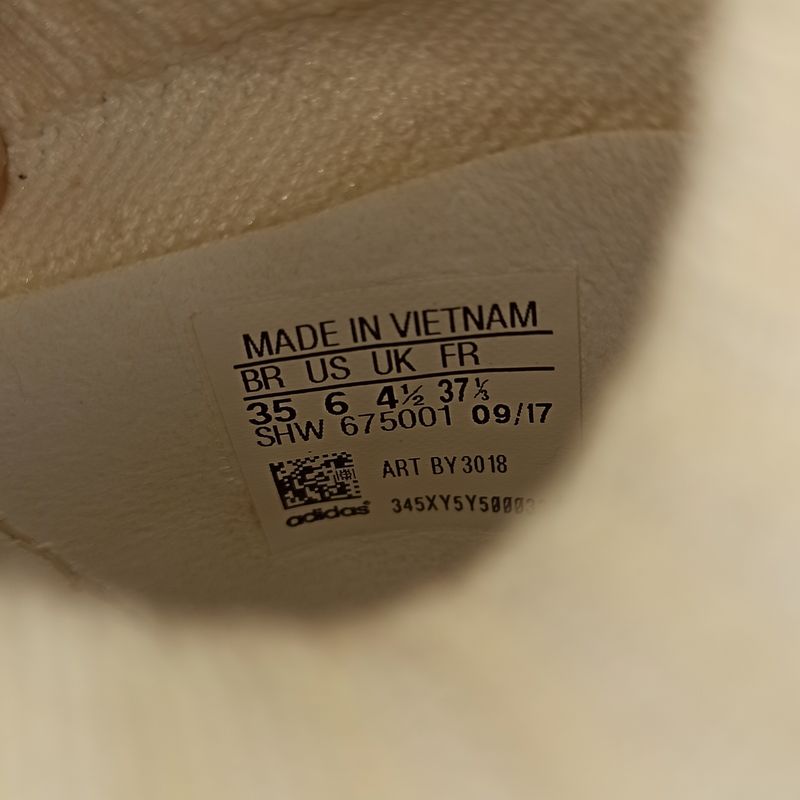 MADE IN VIETNAM
BR US UK FR
35 6 4½ 37⅓
SHW 675001 09/17
ART BY3018
adidas®